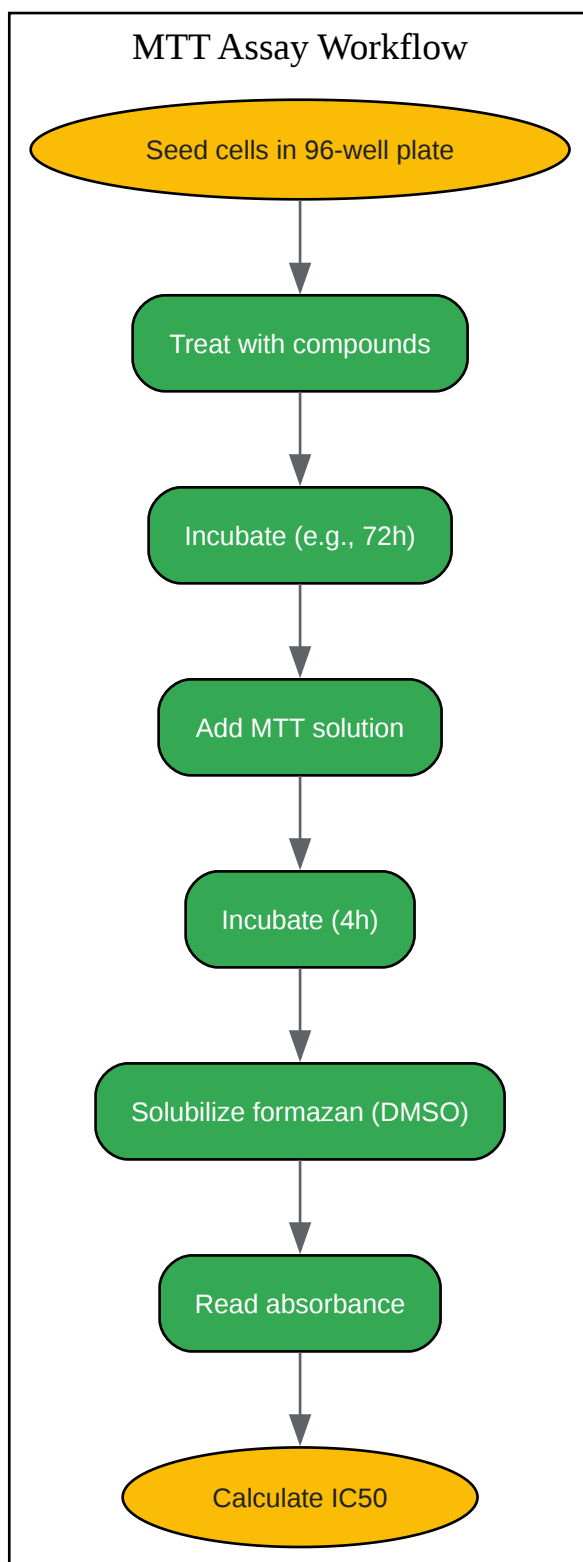 MTT Assay Workflow
Seed cells in 96-well plate
Treat with compounds
Incubate (e.g., 72h)
Add MTT solution
Incubate (4h)
Solubilize formazan (DMSO)
Read absorbance
Calculate IC50